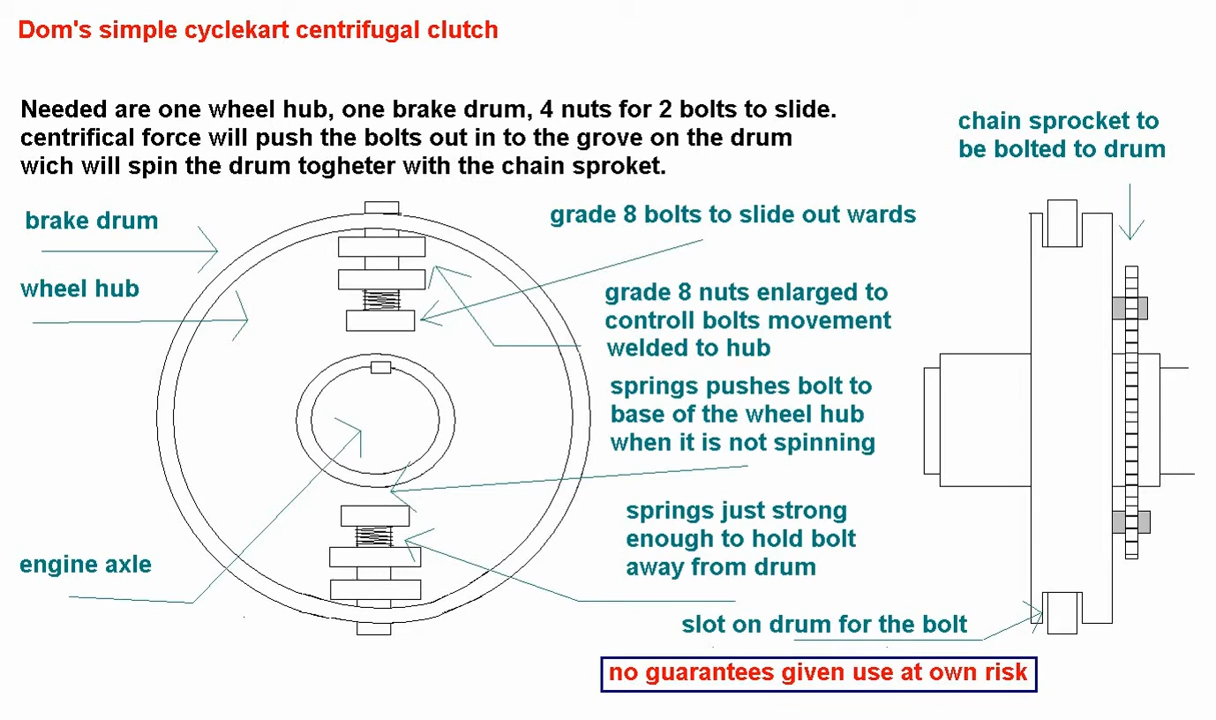 Dom's simple cyclekart centrifugal clutch
Needed are one wheel hub, one brake drum, 4 nuts for 2 bolts to slide.
centrifical force will push the bolts out in to the grove on the drum
wich will spin the drum togheter with the chain sproket.
chain sprocket to
be bolted to drum
brake drum
grade 8 bolts to slide out wards
wheel hub
grade 8 nuts enlarged to
controll bolts movement
welded to hub
springs pushes bolt to
base of the wheel hub
when it is not spinning
springs just strong
enough to hold bolt
away from drum
engine axle
slot on drum for the bolt
no guarantees given use at own risk